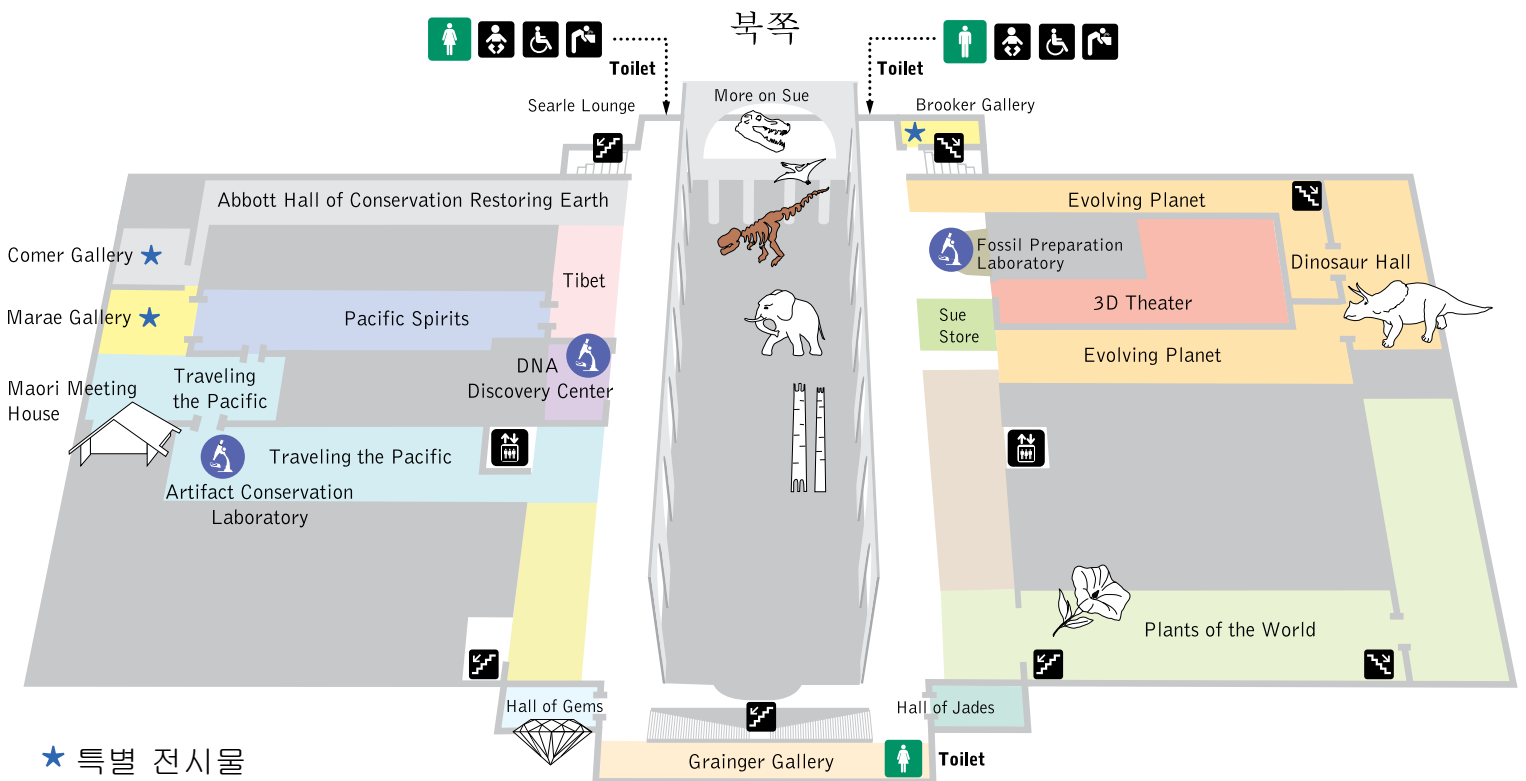 북쪽
Toilet
Toilet
Searle Lounge
More on Sue
Brooker Gallery
Abbott Hall of Conservation Restoring Earth
Evolving Planet
Comer Gallery
Tibet
Fossil Preparation
Laboratory
Dinosaur Hall
Marae Gallery
Pacific Spirits
Sue
Store
3D Theater
Evolving Planet
Maori Meeting
House
Traveling
the Pacific
DNA
Discovery Center
Traveling the Pacific
Artifact Conservation
Laboratory
Plants of the World
Hall of Gems
Hall of Jades
Grainger Gallery
Toilet
특별 전시물